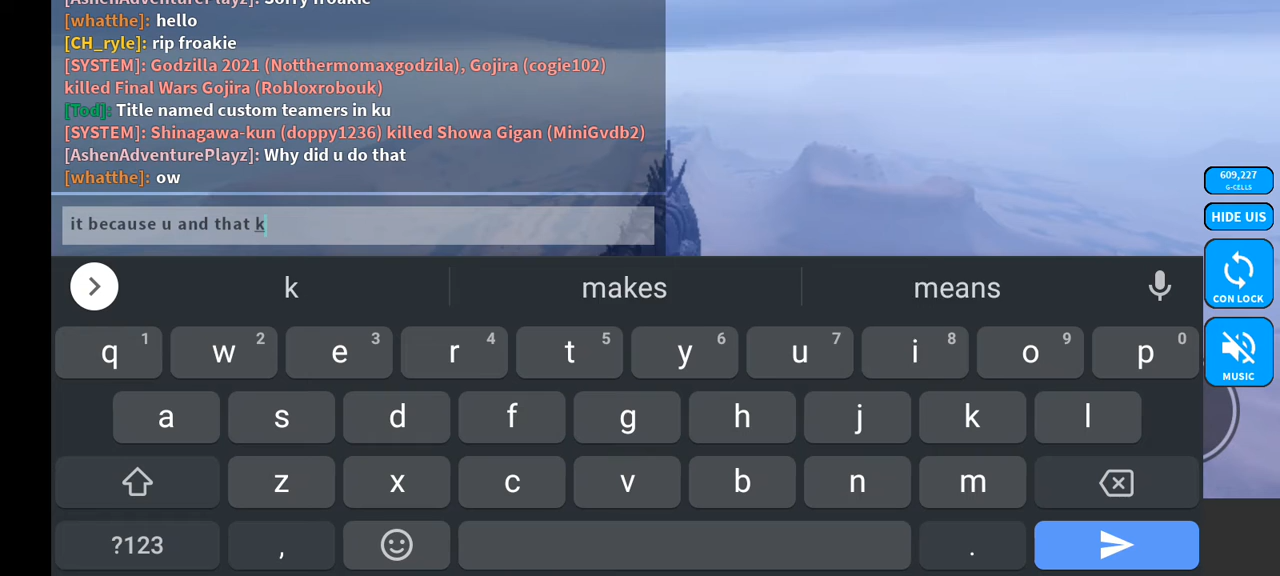 [AshenAdventurePlayz]: Sorry froakie
[whatthe]: hello
[CH_ryle]: rip froakie
[SYSTEM]: Godzilla 2021 (Notthermomaxgodzila), Gojira (cogie102)
killed Final Wars Gojira (Robloxrobouk)
[Tod]: Title named custom teamers in ku
[SYSTEM]: Shinagawa-kun (doppy1236) killed Showa Gigan (MiniGvdb2)
[AshenAdventurePlayz]: Why did u do that
[whatthe]: ow
609,227
G-CELLS
HIDE UIS
it because u and that k
CON LOCK
k makes means
MUSIC
q 1 w 2 e 3 r 4 t 5 y 6 u 7 i 8 o 9 p 0
a s d f g h j k l
z x c v b n m
?123 , .